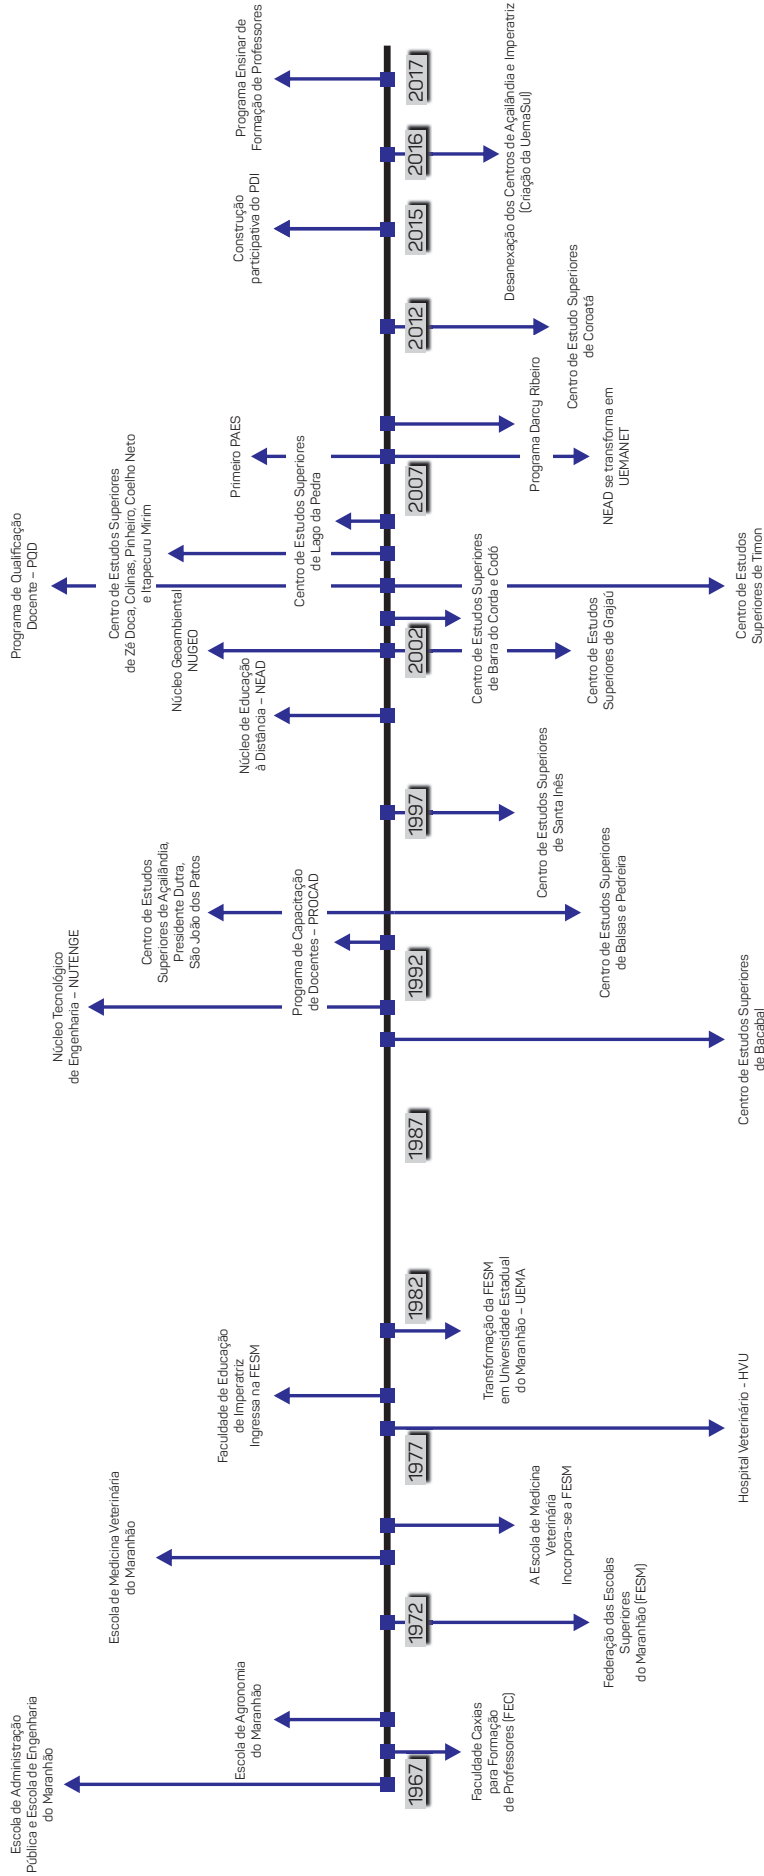 Escola de Administração
Pública e Escola de Engenharia
do Maranhão
Escola de Agronomia
do Maranhão
Escola de Medicina Veterinária
do Maranhão
Faculdade de Educação
de Imperatriz
Ingressa na FESM
Núcleo Tecnológico
de Engenharia – NUTENGE
Programa de Capacitação
de Docentes – PROCAD
Centro de Estudos
Superiores de Açailândia,
Presidente Dutra,
São João dos Patos
Núcleo de Educação
à Distância – NEAD
Núcleo Geoambiental
NUGEO
Programa de Qualificação
Docente – PQD
Centro de Estudos Superiores
de Zé Doca, Colinas, Pinheiro, Coelho Neto
e Itapecuru Mirim
Centro de Estudos Superiores
de Lago da Pedra
Primeiro PAES
Construção
participativa do PDI
Programa Ensinar de
Formação de Professores
1967
1972
1977
1982
1987
1992
1997
2002
2007
2012
2015
2016
2017
Faculdade Caxias
para Formação
de Professores (FEC)
Federação das Escolas
Superiores
do Maranhão (FESM)
A Escola de Medicina
Veterinária
Incorpora-se a FESM
Hospital Veterinário - HVU
Transformação da FESM
em Universidade Estadual
do Maranhão – UEMA
Centro de Estudos Superiores
de Bacabal
Centro de Estudos Superiores
de Balsas e Pedreira
Centro de Estudos Superiores
de Santa Inês
Centro de Estudos
Superiores de Grajaú
Centro de Estudos Superiores
de Barra do Corda e Codó
Centro de Estudos
Superiores de Timon
NEAD se transforma em
UEMANET
Programa Darcy Ribeiro
Centro de Estudo Superiores
de Coroatá
Desanexação dos Centros de Açailândia e Imperatriz
(Criação da UemaSul)